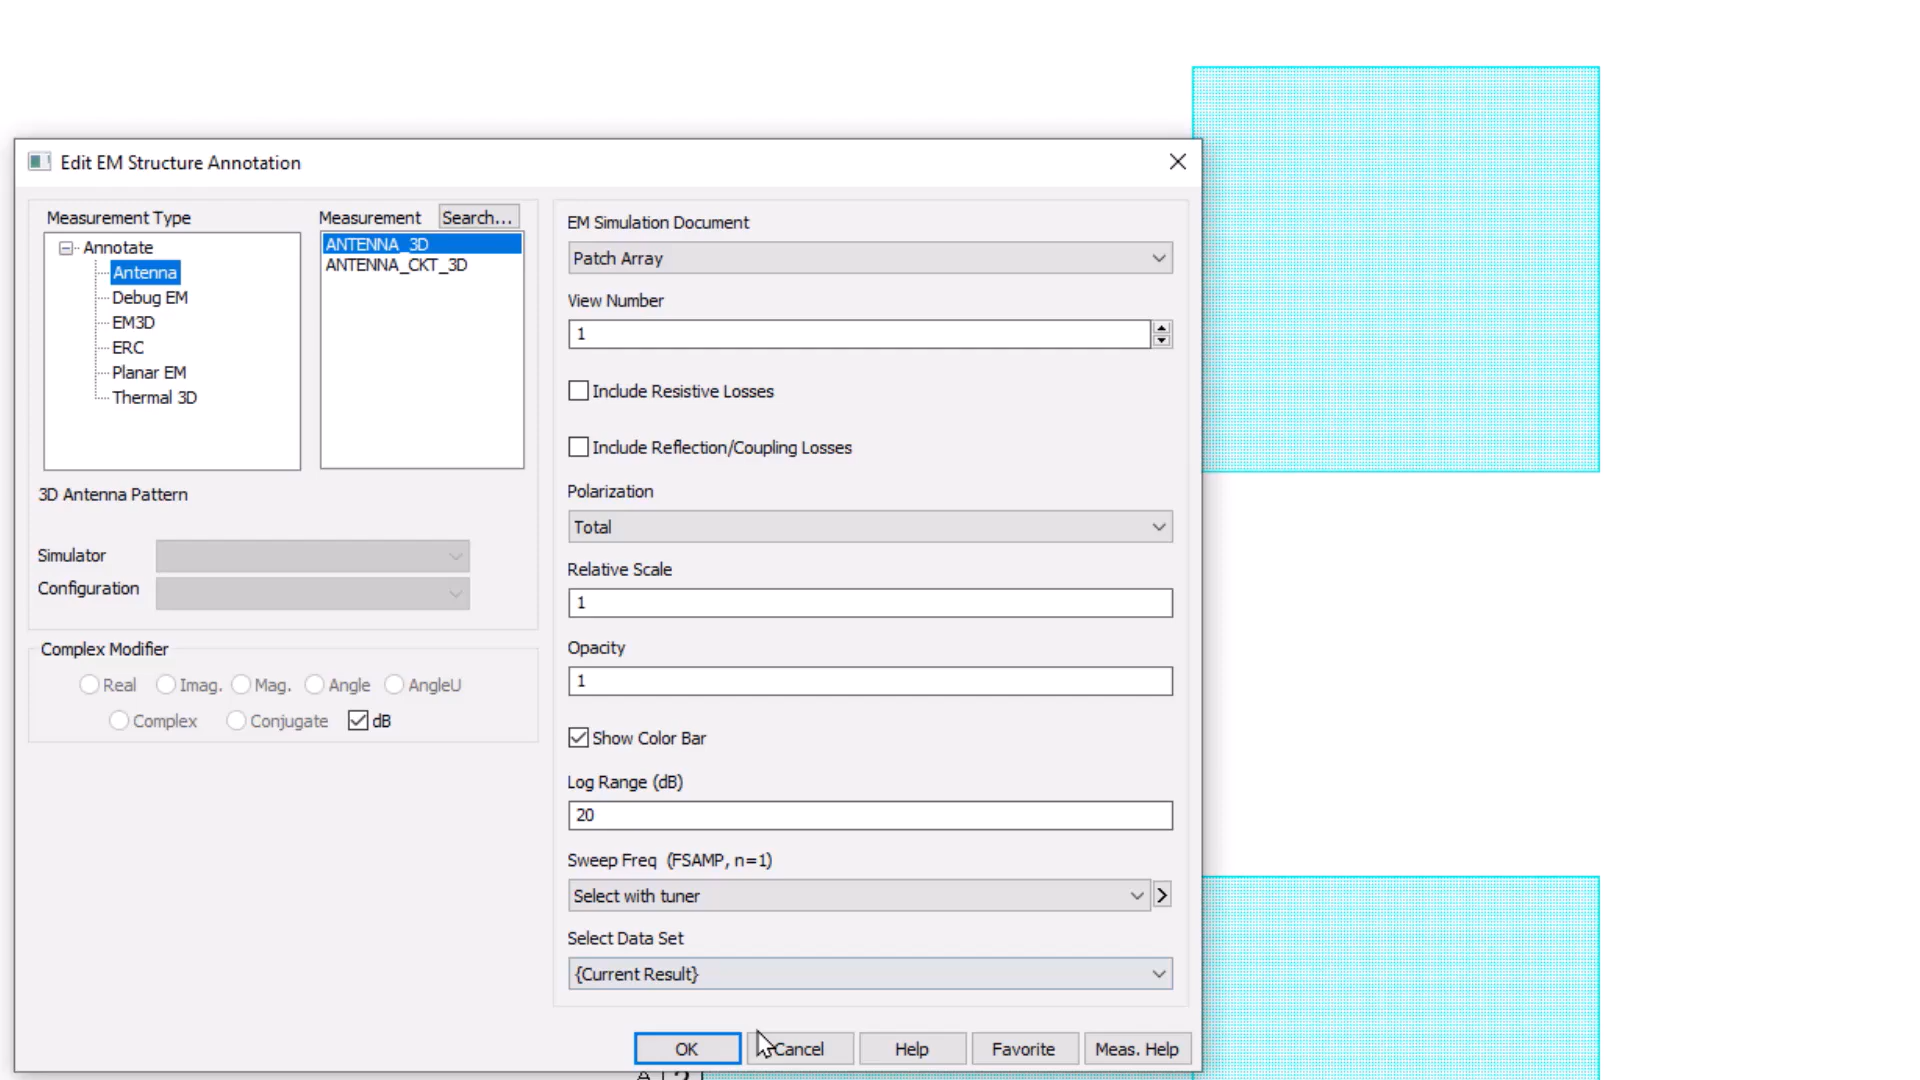 Edit EM Structure Annotation
Measurement Type
Annotate
Antenna
Debug EM
EM3D
ERC
Planar EM
Thermal 3D
Measurement
Search...
ANTENNA_3D
ANTENNA_CKT_3D
3D Antenna Pattern
Simulator
Configuration
Complex Modifier
Real Imag. Mag. Angle AngleU
Complex Conjugate dB
EM Simulation Document
Patch Array
View Number
1
Include Resistive Losses
Include Reflection/Coupling Losses
Polarization
Total
Relative Scale
1
Opacity
1
Show Color Bar
Log Range (dB)
20
Sweep Freq (FSAMP, n=1)
Select with tuner
>
Select Data Set
{Current Result}
OK Cancel Help Favorite Meas. Help